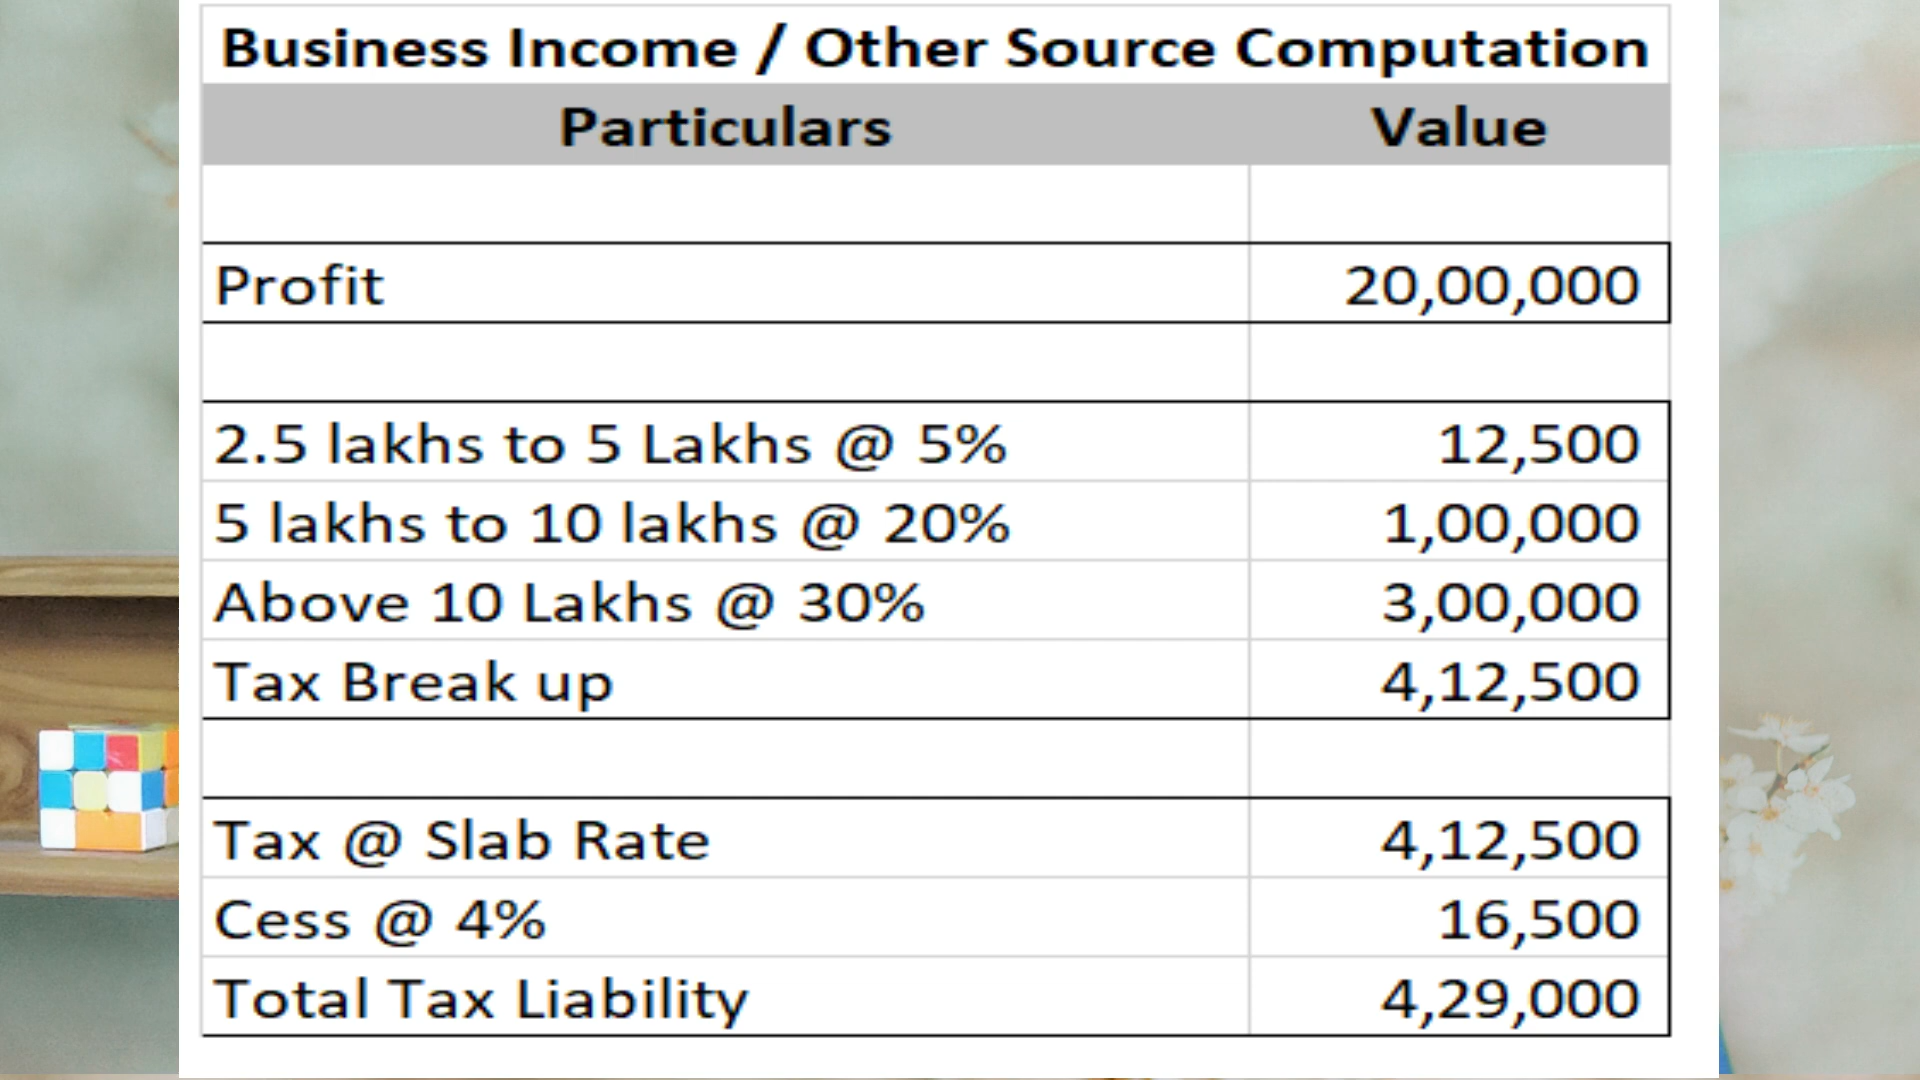 Business Income / Other Source Computation
Particulars Value
Profit 20,00,000
2.5 lakhs to 5 Lakhs @ 5% 12,500
5 lakhs to 10 lakhs @ 20% 1,00,000
Above 10 Lakhs @ 30% 3,00,000
Tax Break up 4,12,500
Tax @ Slab Rate 4,12,500
Cess @ 4% 16,500
Total Tax Liability 4,29,000